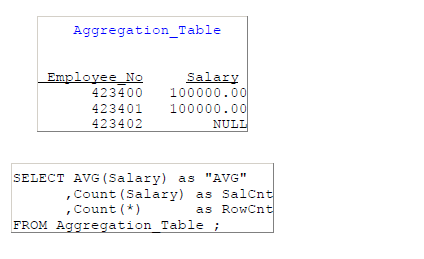 Aggregation_Table
Employee_No Salary
423400 100000.00
423401 100000.00
423402 NULL
SELECT AVG(Salary) as "AVG"
,Count(Salary) as SalCnt
,Count(*) as RowCnt
FROM Aggregation_Table ;